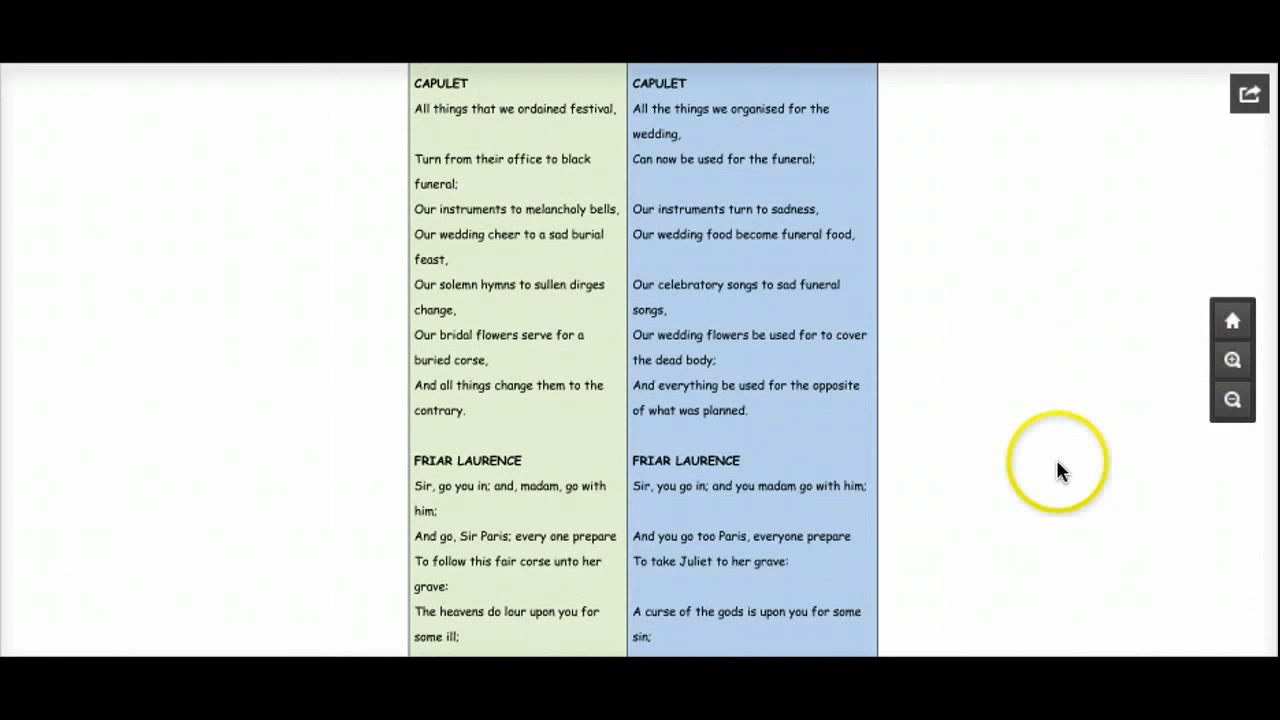 CAPULET
All things that we ordained festival,
Turn from their office to black
funeral;
Our instruments to melancholy bells,
Our wedding cheer to a sad burial
feast,
Our solemn hymns to sullen dirges
change,
Our bridal flowers serve for a
buried corse,
And all things change them to the
contrary.
FRIAR LAURENCE
Sir, go you in; and, madam, go with
him;
And go, Sir Paris; every one prepare
To follow this fair corse unto her
grave:
The heavens do lour upon you for
some ill;
CAPULET
All the things we organised for the
wedding,
Can now be used for the funeral;
Our instruments turn to sadness,
Our wedding food become funeral food,
Our celebratory songs to sad funeral
songs,
Our wedding flowers be used for to cover
the dead body;
And everything be used for the opposite
of what was planned.
FRIAR LAURENCE
Sir, you go in; and you madam go with him;
And you go too Paris, everyone prepare
To take Juliet to her grave:
A curse of the gods is upon you for some
sin;